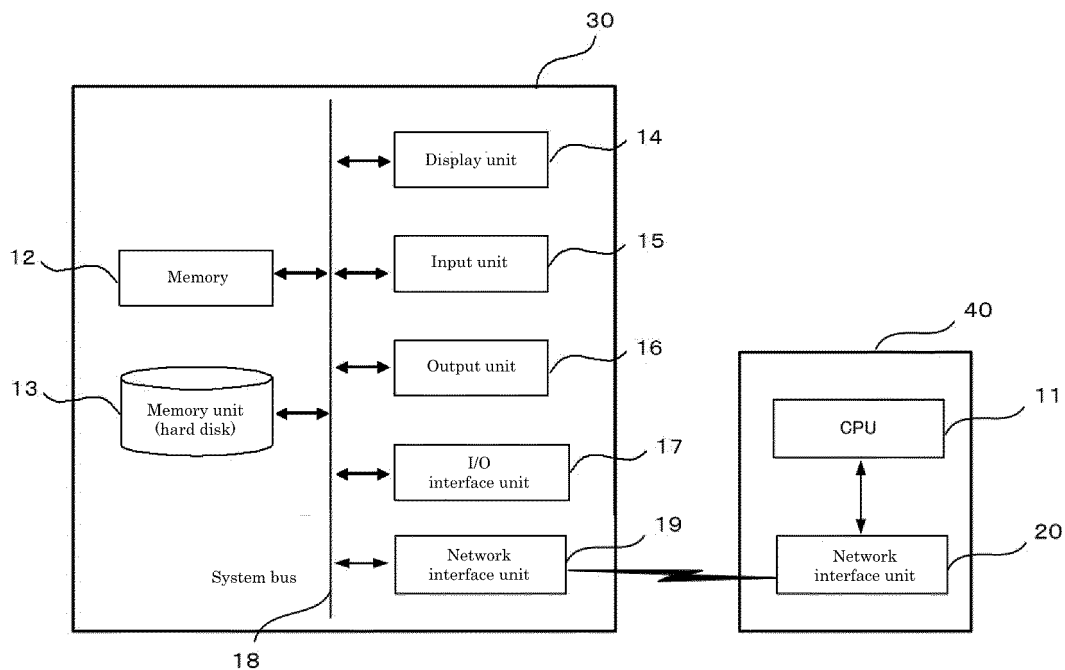 30
Display unit
14
12
Memory
Input unit
15
Output unit
16
13
Memory unit
(hard disk)
I/O
interface unit
17
System bus
Network
interface unit
19
18
40
CPU
11
Network
interface unit
20